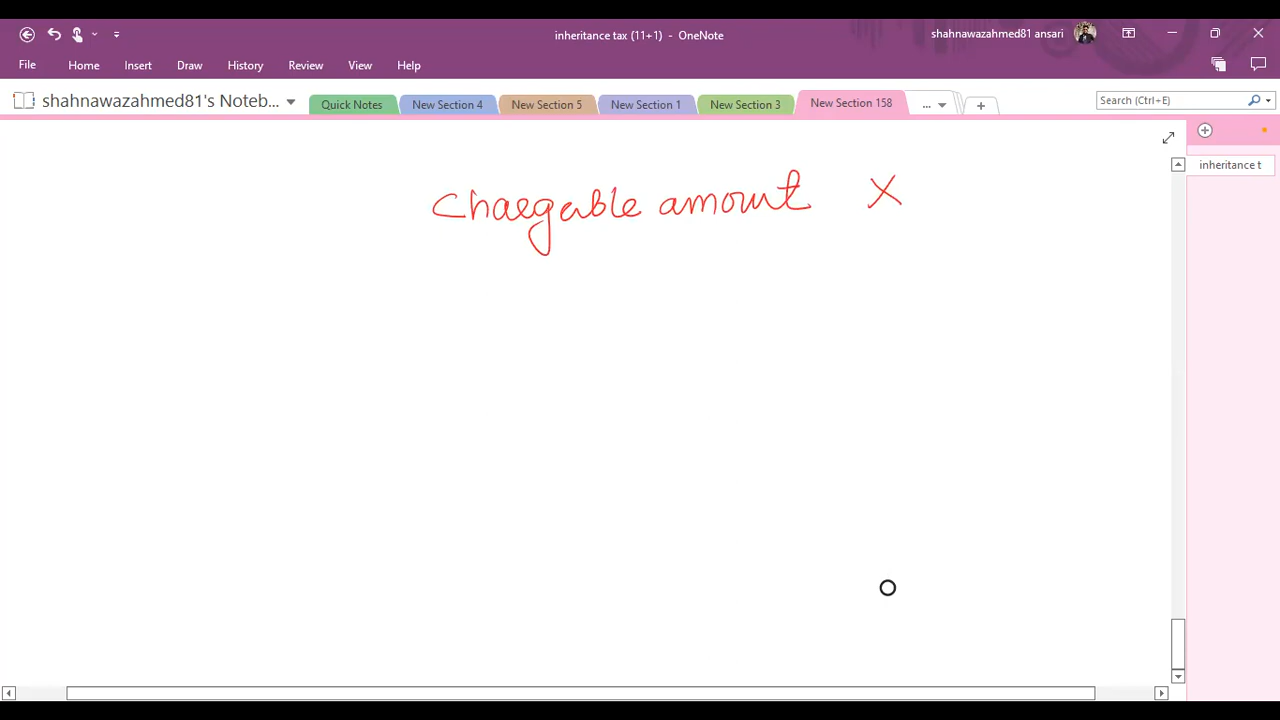 inheritance tax (11+1) - OneNote
shahnawazahmed81 ansari
File Home Insert Draw History Review View Help
shahnawazahmed81's Noteb...
Quick Notes New Section 4 New Section 5 New Section 1 New Section 3 New Section 158 ...
Search (Ctrl+E)
inheritance t
Chargeable amount X